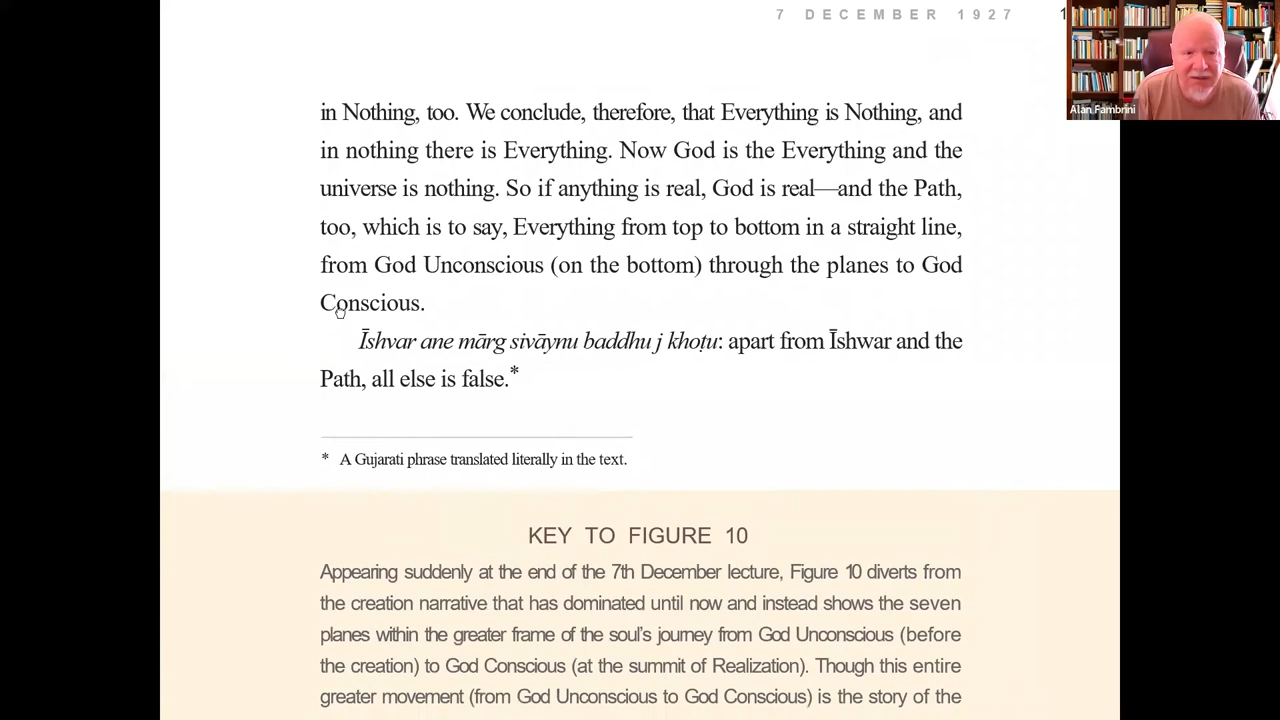 7 DECEMBER 1927
Alan Fambrini
in Nothing, too. We conclude, therefore, that Everything is Nothing, and
in nothing there is Everything. Now God is the Everything and the
universe is nothing. So if anything is real, God is real—and the Path,
too, which is to say, Everything from top to bottom in a straight line,
from God Unconscious (on the bottom) through the planes to God
Conscious.
Īshvar ane mārg sivāynu baddhu j khoṭu: apart from Īshwar and the
Path, all else is false.*
* A Gujarati phrase translated literally in the text.
KEY TO FIGURE 10
Appearing suddenly at the end of the 7th December lecture, Figure 10 diverts from
the creation narrative that has dominated until now and instead shows the seven
planes within the greater frame of the soul's journey from God Unconscious (before
the creation) to God Conscious (at the summit of Realization). Though this entire
greater movement (from God Unconscious to God Conscious) is the story of the